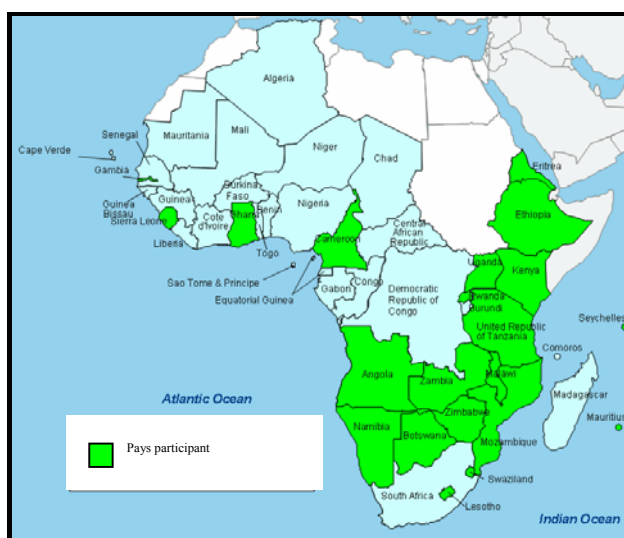 Algeria
Mauritania
Mali
Niger
Chad
Senegal
Cape Verde
Gambia
Guinea
Bissau
Guinea
Sierra Leone
Liberia
Cote
d'Ivoire
Burkina
Faso
Ghana
Benin
Togo
Nigeria
Cameroon
Central
African
Republic
Sao Tome & Principe
Equatorial Guinea
Gabon
Congo
Democratic
Republic of
Congo
Eritrea
Ethiopia
Uganda
Kenya
Rwanda
Burundi
United Republic
of Tanzania
Seychelles
Comoros
Angola
Zambia
Malawi
Madagascar
Mauritius
Atlantic Ocean
Namibia
Zimbabwe
Botswana
Mozambique
Swaziland
South Africa
Lesotho
Indian Ocean
Pays participant